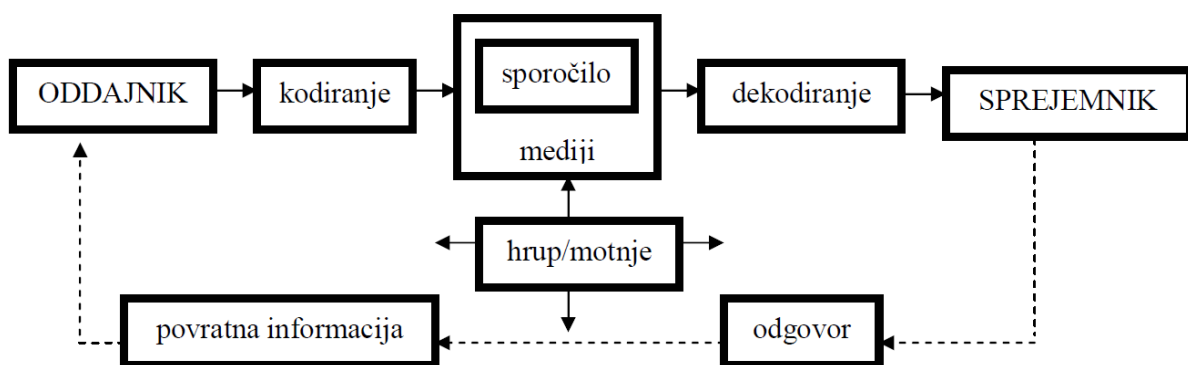 ODDAJNIK
kodiranje
sporočilo
mediji
dekodiranje
SPREJEMNIK
hrup/motnje
povratna informacija
odgovor